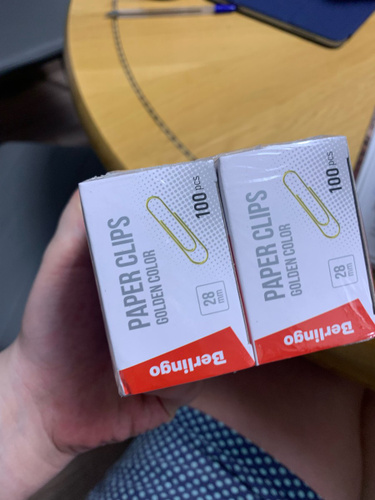 PAPER CLIPS
GOLDEN COLOR
100 pcs
28
mm
Berlingo
PAPER CLIPS
GOLDEN COLOR
100 pcs
28
mm
Berlingo